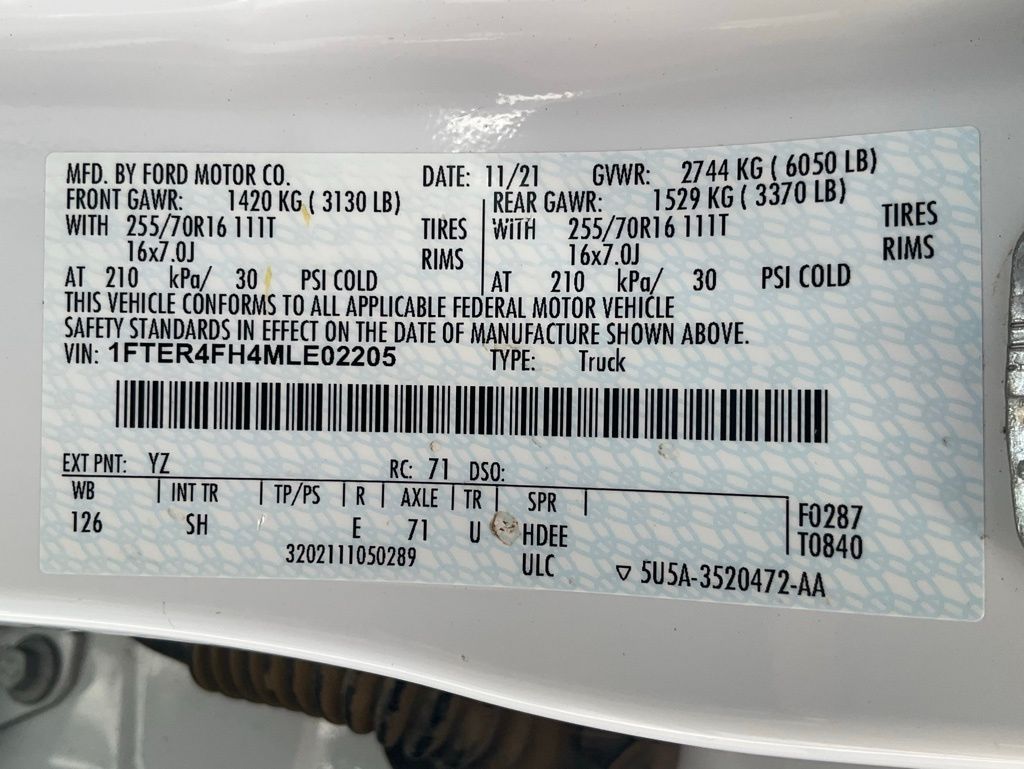 MFD. BY FORD MOTOR CO. DATE: 11/21 GVWR: 2744 KG ( 6050 LB)
FRONT GAWR: 1420 KG ( 3130 LB) REAR GAWR: 1529 KG ( 3370 LB)
WITH 255/70R16 111T TIRES WITH 255/70R16 111T TIRES
16x7.0J RIMS 16x7.0J RIMS
AT 210 kPa/ 30 PSI COLD AT 210 kPa/ 30 PSI COLD
THIS VEHICLE CONFORMS TO ALL APPLICABLE FEDERAL MOTOR VEHICLE
SAFETY STANDARDS IN EFFECT ON THE DATE OF MANUFACTURE SHOWN ABOVE.
VIN: 1FTER4FH4MLE02205 TYPE: Truck
EXT PNT: YZ RC: 71 DSO:
WB INT TR TP/PS R AXLE TR SPR F0287
126 SH E 71 U HDEE T0840
3202111050289 ULC ▽ 5U5A-3520472-AA